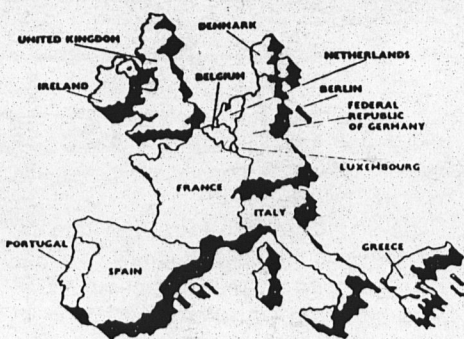 DENMARK
UNITED KINGDOM
NETHERLANDS
BELGIUM
IRELAND
BERLIN
FEDERAL
REPUBLIC
OF GERMANY
LUXEMBOURG
FRANCE
ITALY
PORTUGAL
SPAIN
GREECE